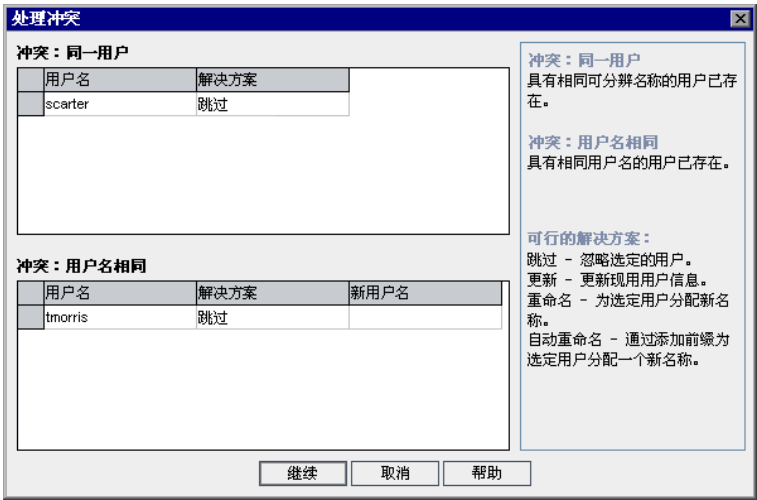 处理冲突
冲突：同一用户
用户名 解决方案
scarter 跳过
冲突：用户名相同
用户名 解决方案 新用户名
tmorris 跳过
冲突：同一用户
具有相同可分辨名称的用户已存
在。
冲突：用户名相同
具有相同用户名的用户已存在。
可行的解决方案：
跳过 - 忽略选定的用户。
更新 - 更新现用用户信息。
重命名 - 为选定用户分配新名
称。
自动重命名 - 通过添加前缀为
选定用户分配一个新名称。
继续 取消 帮助